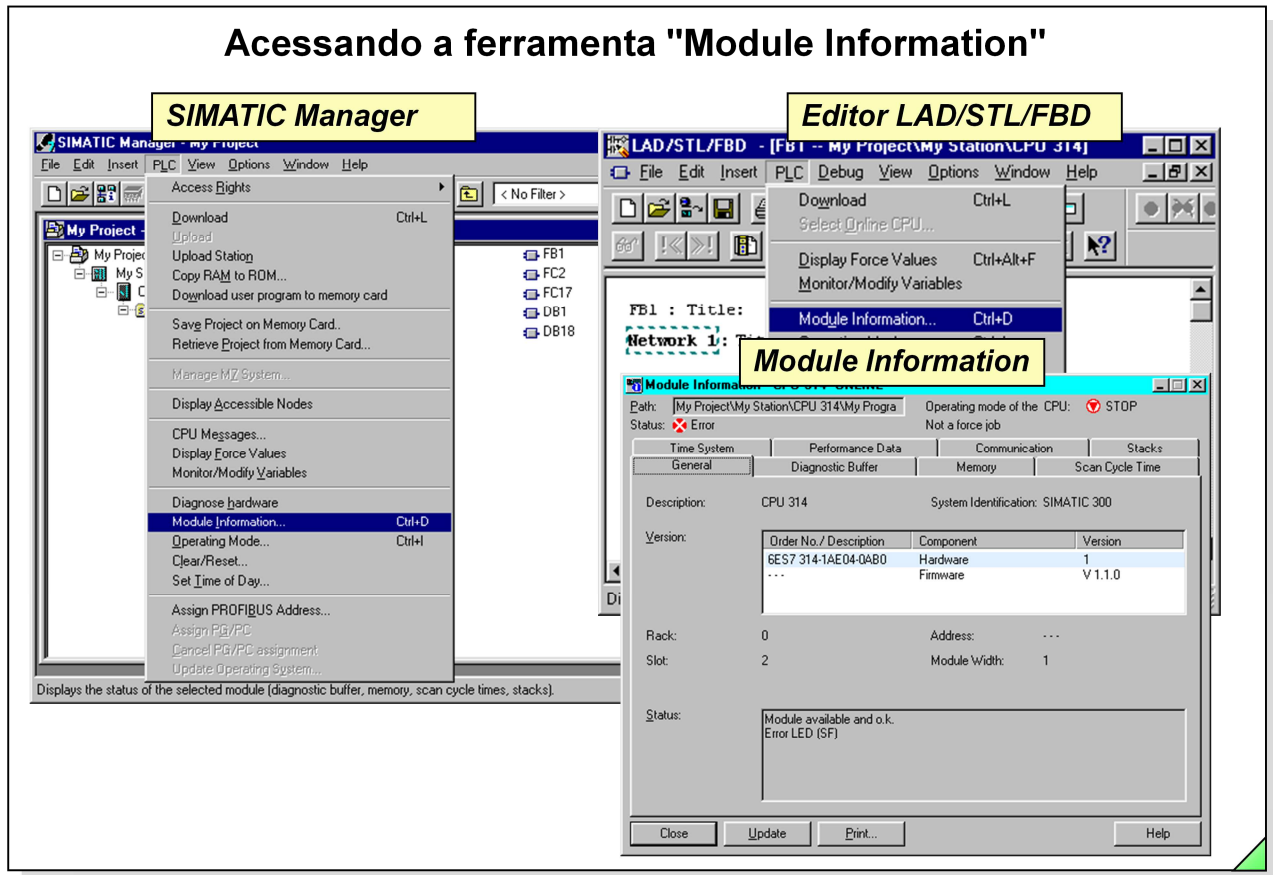 Acessando a ferramenta "Module Information"
SIMATIC Manager
SIMATIC Manager - My Project
File Edit Insert PLC View Options Window Help
< No Filter >
Access Rights
Download Ctrl+L
Upload
Upload Station
Copy RAM to ROM...
Download user program to memory card
Save Project on Memory Card..
Retrieve Project from Memory Card...
Manage M7 System...
Display Accessible Nodes
CPU Messages...
Display Force Values
Monitor/Modify Variables
Diagnose hardware
Module Information... Ctrl+D
Operating Mode... Ctrl+I
Clear/Reset...
Set Time of Day...
Assign PROFIBUS Address...
Assign PG/PC
Cancel PG/PC assignment
Update Operating System...
My Project -
My Projec
My S
FB1
FC2
FC17
DB1
DB18
Displays the status of the selected module (diagnostic buffer, memory, scan cycle times, stacks).
Editor LAD/STL/FBD
LAD/STL/FBD - [FB1 -- My Project\My Station\CPU 314]
File Edit Insert PLC Debug View Options Window Help
Download Ctrl+L
Select Online CPU...
Display Force Values Ctrl+Alt+F
Monitor/Modify Variables
Module Information... Ctrl+D
FB1 : Title:
Network 1:
Module Information
Module Information - CPU 314 ONLINE
Path: My Project\My Station\CPU 314\My Progra Operating mode of the CPU: STOP
Status: Error Not a force job
Time System Performance Data Communication Stacks
General Diagnostic Buffer Memory Scan Cycle Time
Description: CPU 314 System Identification: SIMATIC 300
Version:
Order No./ Description Component Version
6ES7 314-1AE04-0AB0 Hardware 1
- - - Firmware V 1.1.0
Rack: 0 Address: - - -
Slot: 2 Module Width: 1
Status:
Module available and o.k.
Error LED (SF)
Close Update Print... Help